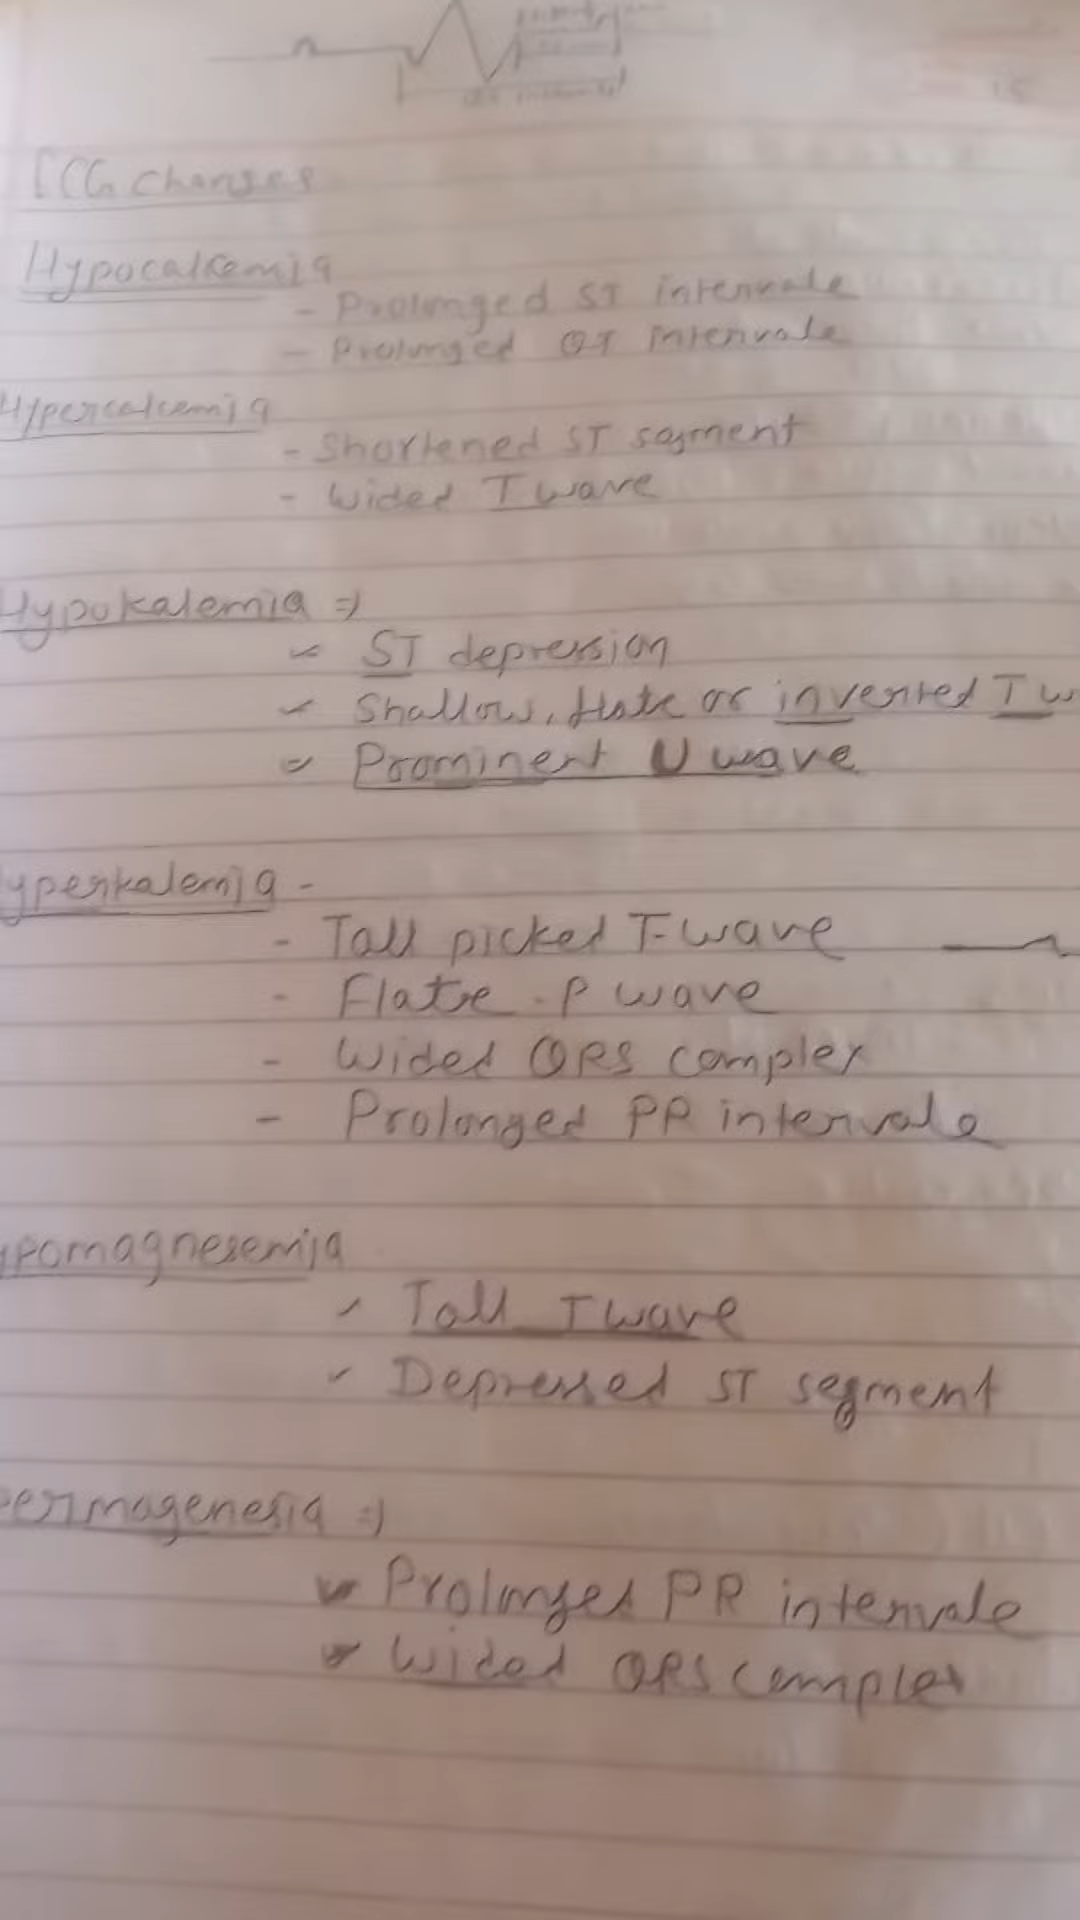 ECG Changes
Hypocalcemia
- Prolonged ST intervale
- Prolonged QT intervale
Hypercalcemia
- Shortened ST segment
- Wided T wave
Hypokalemia =>
ST depression
Shallow, flate or inverted T w
Prominent U wave
yperkalemia -
- Tall picked T-wave
- Flate - P wave
- Wided QRS complex
- Prolonged PR intervale
ypomagnesemia
Tall T wave
Depressed ST segment
permagenesia =>
Prolonged PR intervale
Wided QRS complex